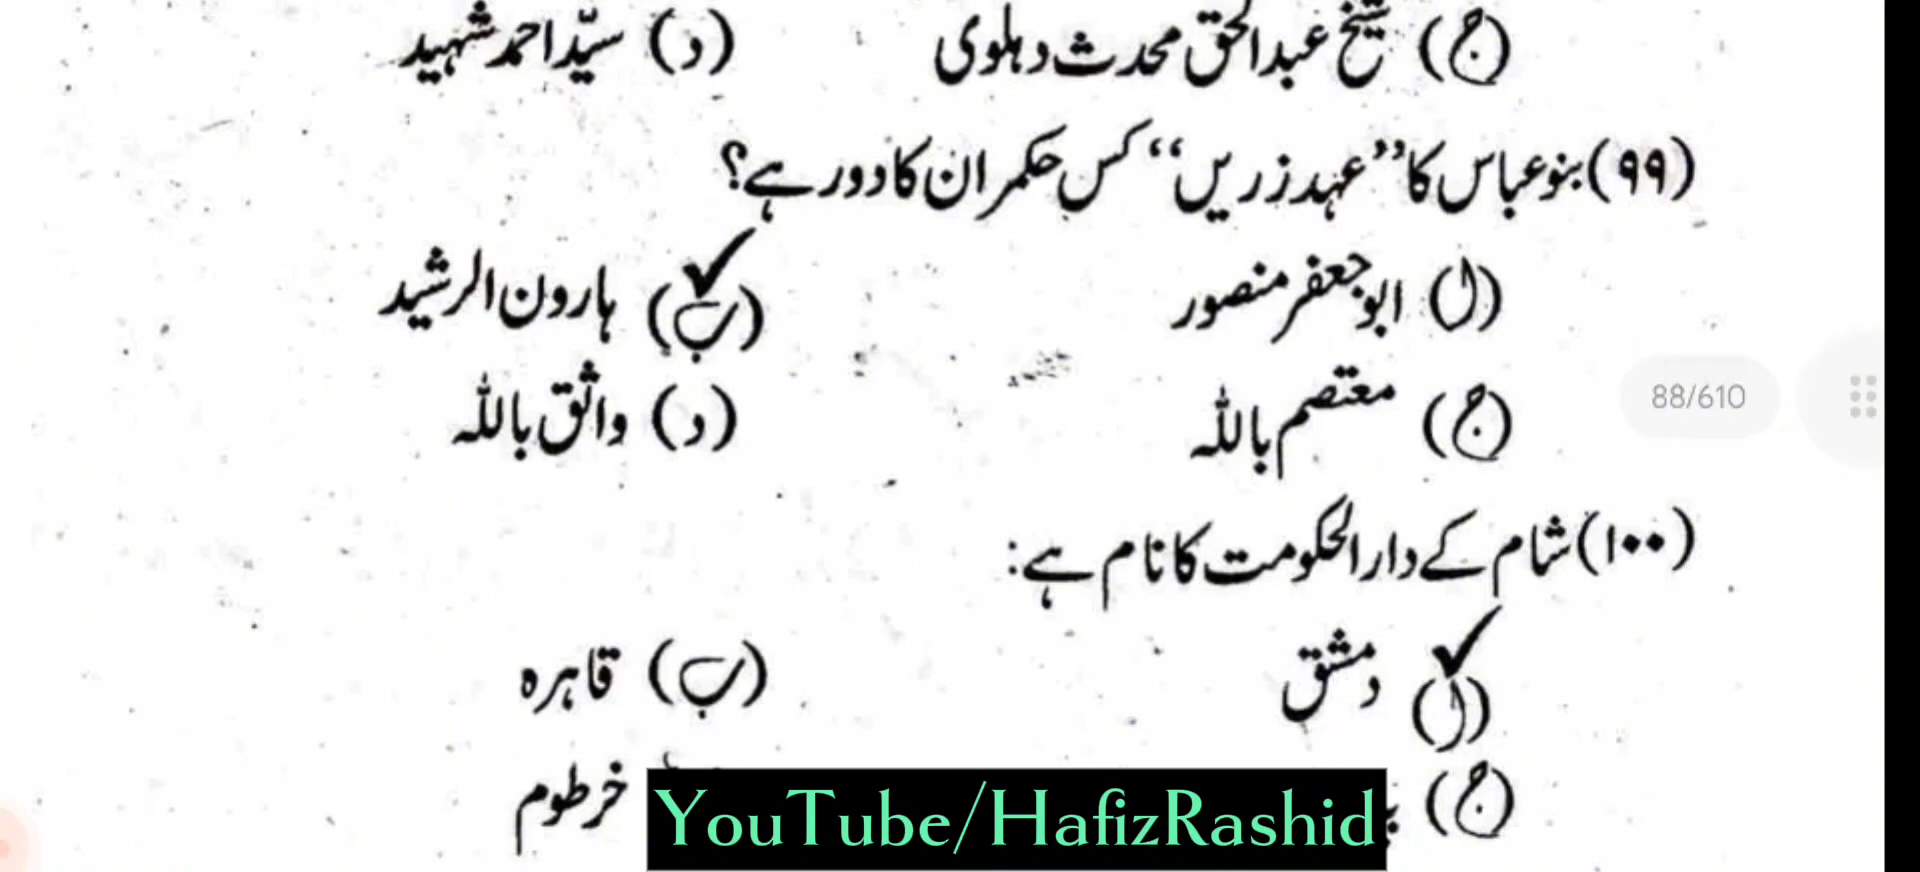 (ج) شیخ عبدالحق محدث دہلوی (د) سیّد احمد شہید
(۹۹) بنو عباس کا ’’عہد زریں‘‘ کس حکمران کا دور ہے؟
(ا) ابو جعفر منصور (ب) ہارون الرشید
(ج) معتصم باللہ (د) واثق باللہ
88/610
(۱۰۰) شام کے دارالحکومت کا نام ہے:
(ا) دمشق (ب) قاہرہ
(ج) خرطوم
YouTube/HafizRashid